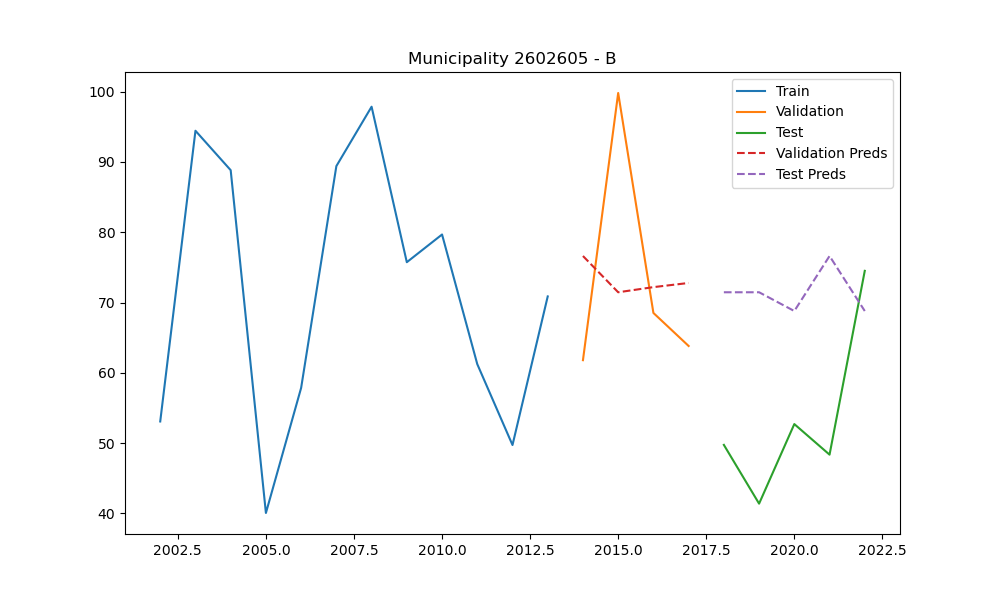 Municipality 2602605 - B
Train
Validation
Test
Validation Preds
Test Preds
100
90
80
70
60
50
40
2002.5 2005.0 2007.5 2010.0 2012.5 2015.0 2017.5 2020.0 2022.5